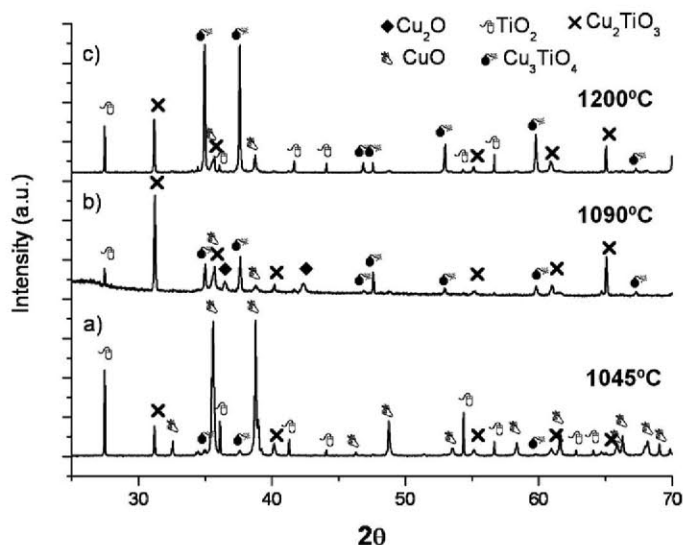 ◆ Cu₂O TiO₂ × Cu₂TiO₃
CuO Cu₃TiO₄
c)
1200ºC
b)
1090ºC
a)
1045ºC
Intensity (a.u.)
30 40 50 60 70
2θ